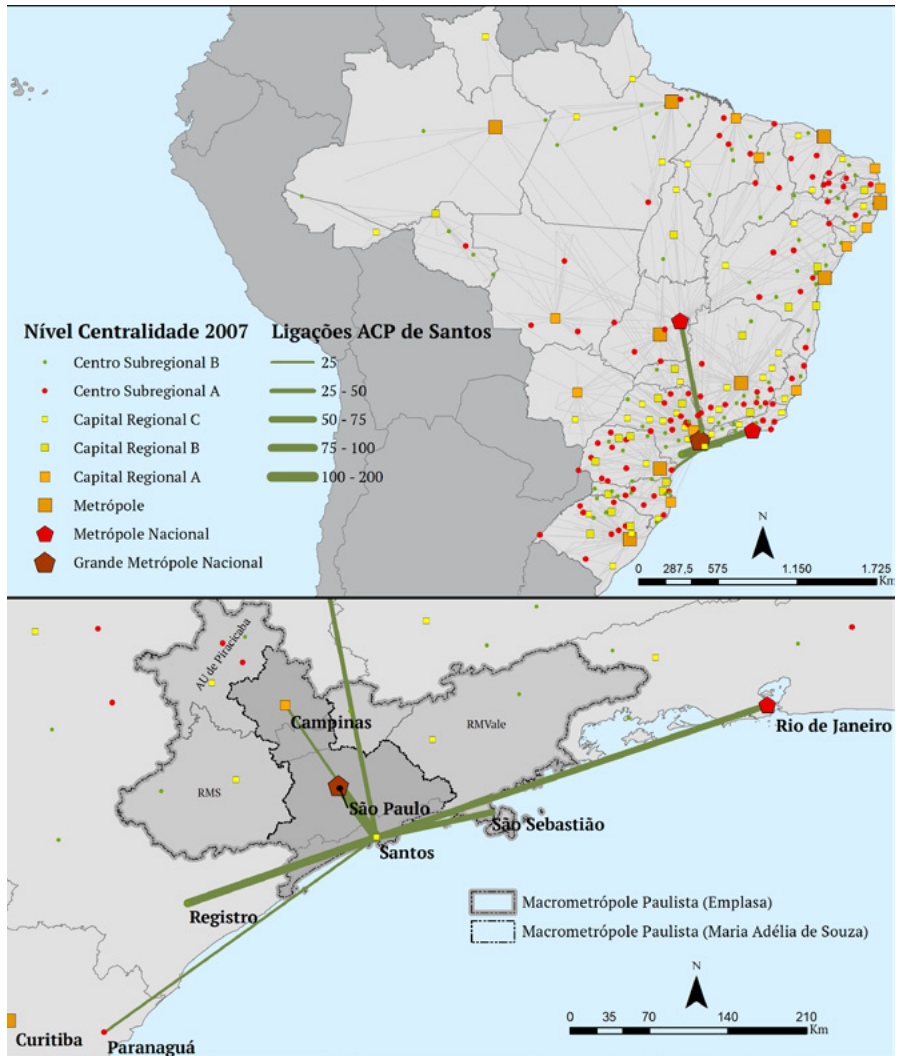 Nível Centralidade 2007
Ligações ACP de Santos
Centro Subregional B
25
Centro Subregional A
25 - 50
Capital Regional C
50 - 75
Capital Regional B
75 - 100
Capital Regional A
100 - 200
Metrópole
Metrópole Nacional
Grande Metrópole Nacional
N
0 287,5 575 1.150 1.725
Km
AU de Piracicaba
Campinas
RMVale
Rio de Janeiro
RMS
São Paulo
São Sebastião
Santos
Registro
Macrometrópole Paulista (Emplasa)
Macrometrópole Paulista (Maria Adélia de Souza)
N
0 35 70 140 210
Km
Curitiba
Paranaguá